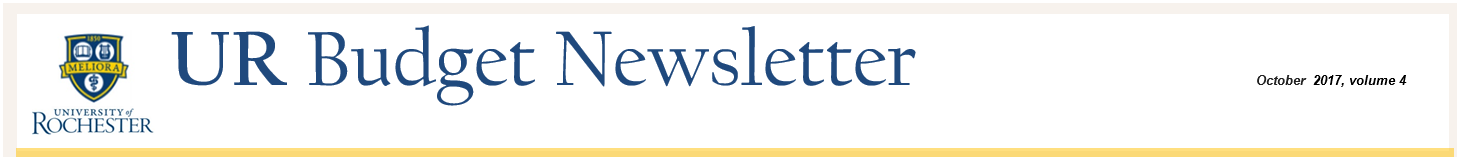 UR Budget Newsletter
1850
MELIORA
UNIVERSITY of
ROCHESTER
October 2017, volume 4